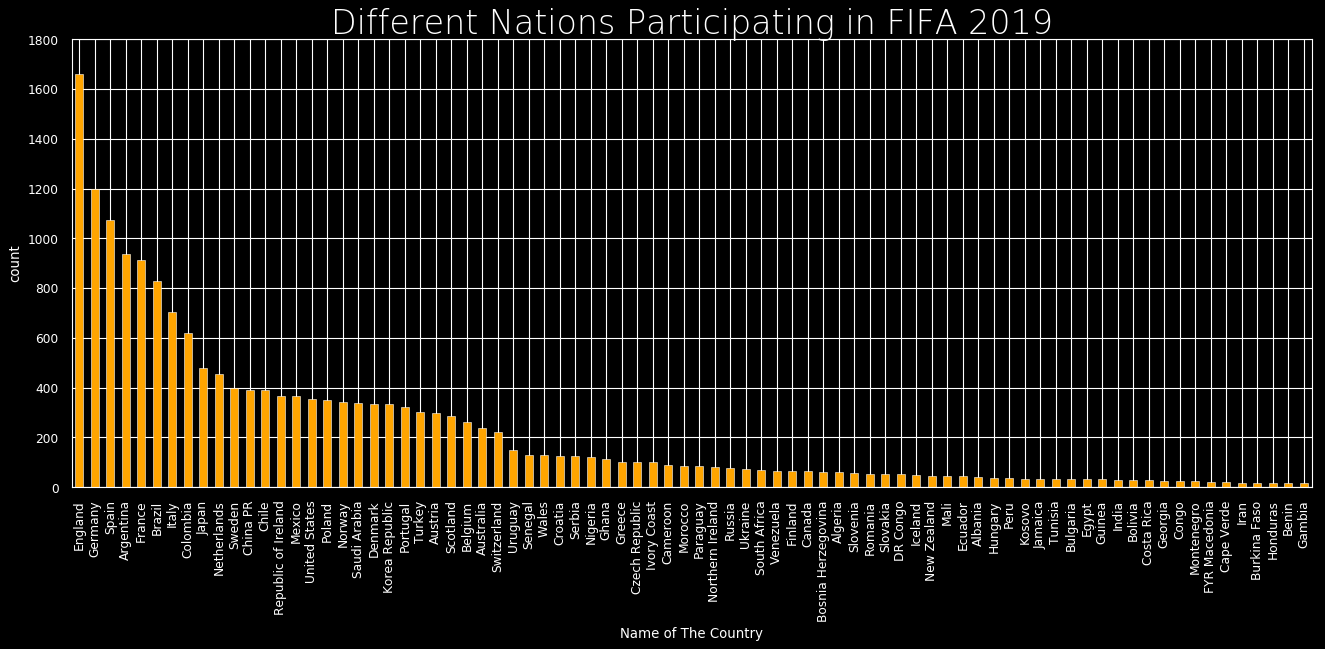 Different Nations Participating in FIFA 2019
1800
1600
1400
1200
1000
800
600
400
200
0
count
England
Germany
Spain
Argentina
France
Brazil
Italy
Colombia
Japan
Netherlands
Sweden
China PR
Chile
Republic of Ireland
Mexico
United States
Poland
Norway
Saudi Arabia
Denmark
Korea Republic
Portugal
Turkey
Austria
Scotland
Belgium
Australia
Switzerland
Uruguay
Senegal
Wales
Croatia
Serbia
Nigeria
Ghana
Greece
Czech Republic
Ivory Coast
Cameroon
Morocco
Paraguay
Northern Ireland
Russia
Ukraine
South Africa
Venezuela
Finland
Canada
Bosnia Herzegovina
Algeria
Slovenia
Romania
Slovakia
DR Congo
Iceland
New Zealand
Mali
Ecuador
Albania
Hungary
Peru
Kosovo
Jamaica
Tunisia
Bulgaria
Egypt
Guinea
India
Bolivia
Costa Rica
Georgia
Congo
Montenegro
FYR Macedonia
Cape Verde
Iran
Burkina Faso
Honduras
Benin
Gambia
Name of The Country